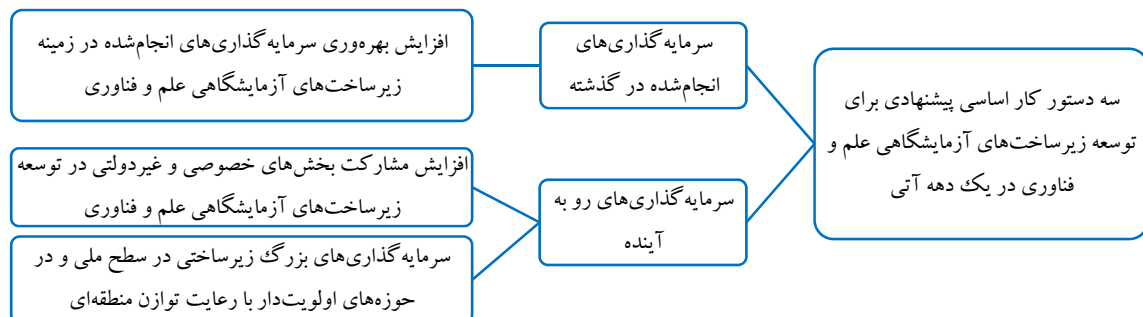 سه دستور کار اساسی پیشنهادی برای
توسعه زیرساخت‌های آزمایشگاهی علم و
فناوری در یک دهه آتی
سرمایه‌گذاری‌های
انجام‌شده در گذشته
افزایش بهره‌وری سرمایه‌گذاری‌های انجام‌شده در زمینه
زیرساخت‌های آزمایشگاهی علم و فناوری
سرمایه‌گذاری‌های رو به
آینده
افزایش مشارکت بخش‌های خصوصی و غیردولتی در توسعه
زیرساخت‌های آزمایشگاهی علم و فناوری
سرمایه‌گذاری‌های بزرگ زیرساختی در سطح ملی و در
حوزه‌های اولویت‌دار با رعایت توازن منطقه‌ای